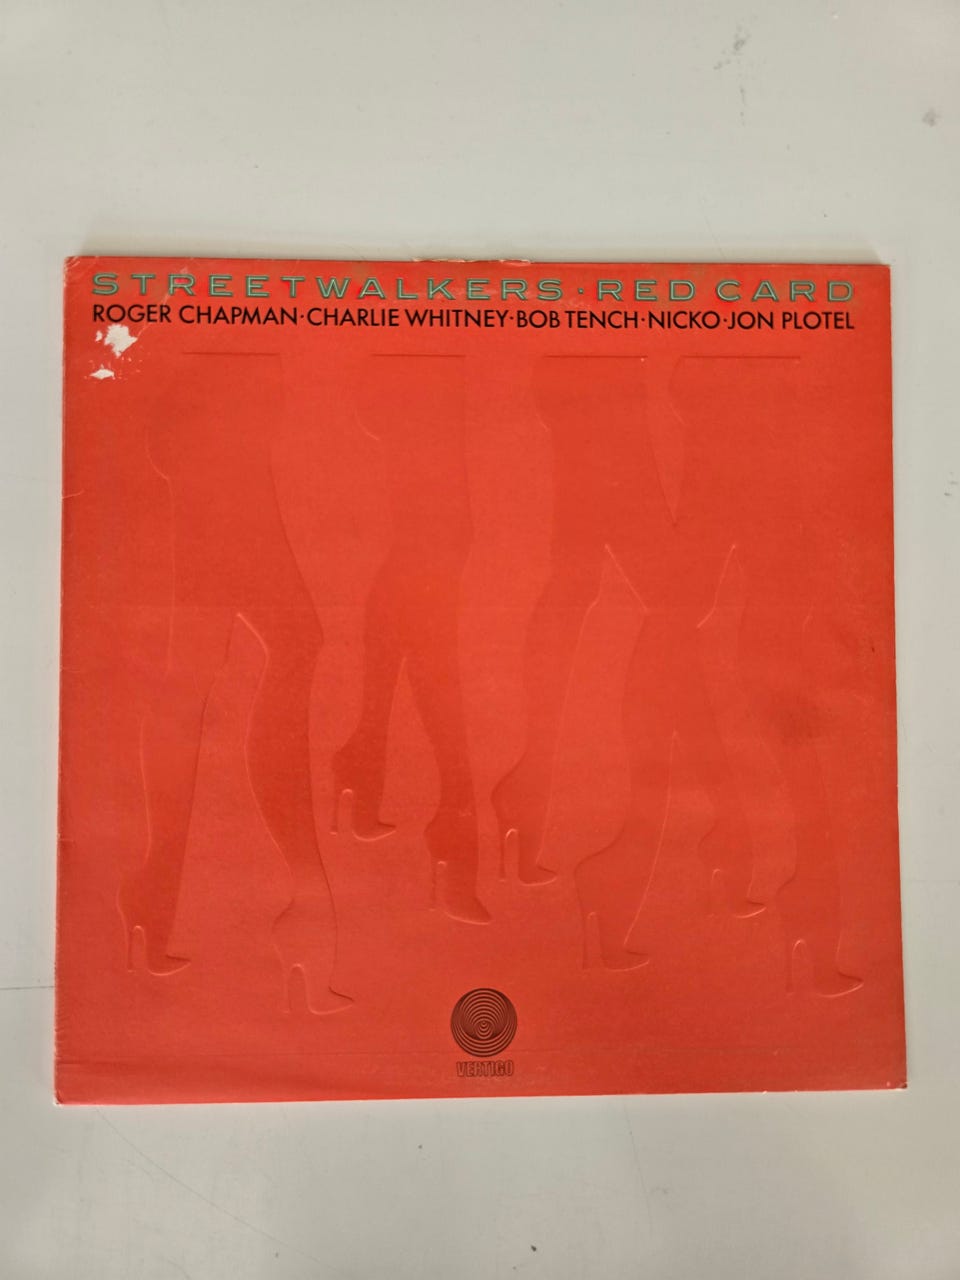 STREETWALKERS · RED CARD
ROGER CHAPMAN · CHARLIE WHITNEY · BOB TENCH · NICKO · JON PLOTEL
VERTIGO